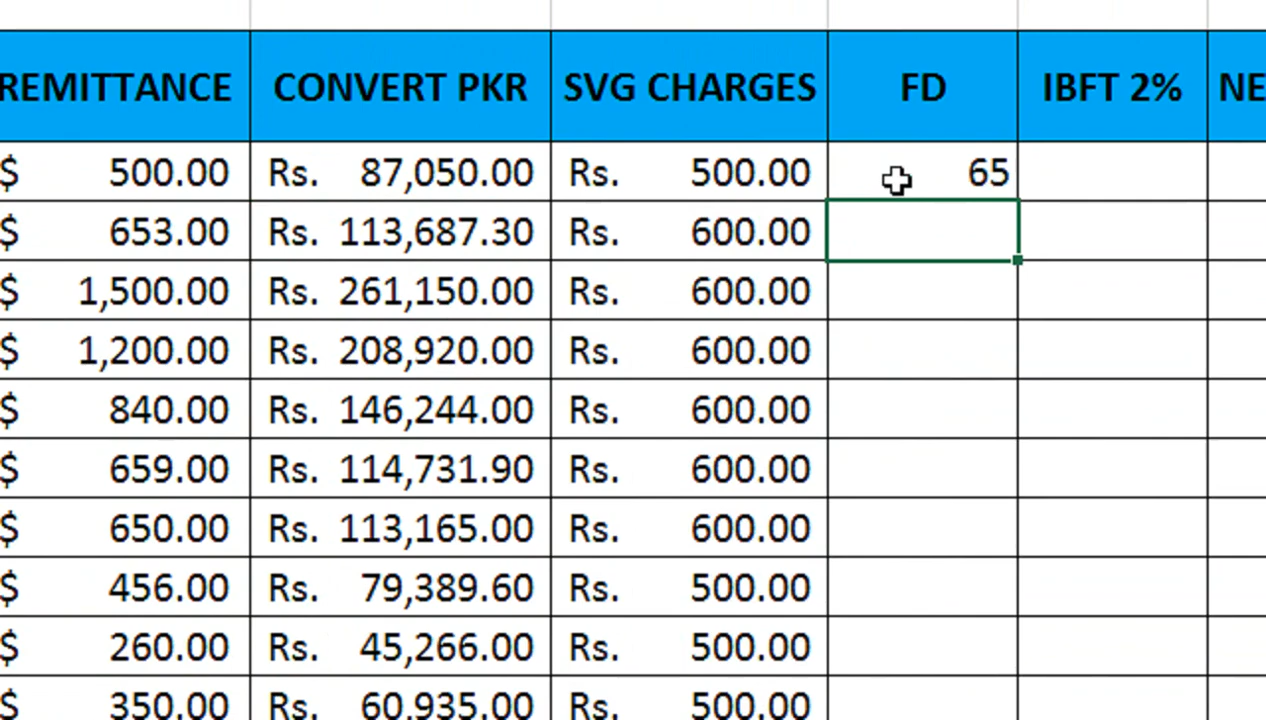 REMITTANCE CONVERT PKR SVG CHARGES FD IBFT 2% NE
$ 500.00 Rs. 87,050.00 Rs. 500.00 65
$ 653.00 Rs. 113,687.30 Rs. 600.00
$ 1,500.00 Rs. 261,150.00 Rs. 600.00
$ 1,200.00 Rs. 208,920.00 Rs. 600.00
$ 840.00 Rs. 146,244.00 Rs. 600.00
$ 659.00 Rs. 114,731.90 Rs. 600.00
$ 650.00 Rs. 113,165.00 Rs. 600.00
$ 456.00 Rs. 79,389.60 Rs. 500.00
$ 260.00 Rs. 45,266.00 Rs. 500.00
$ 350.00 Rs. 60,935.00 Rs. 500.00